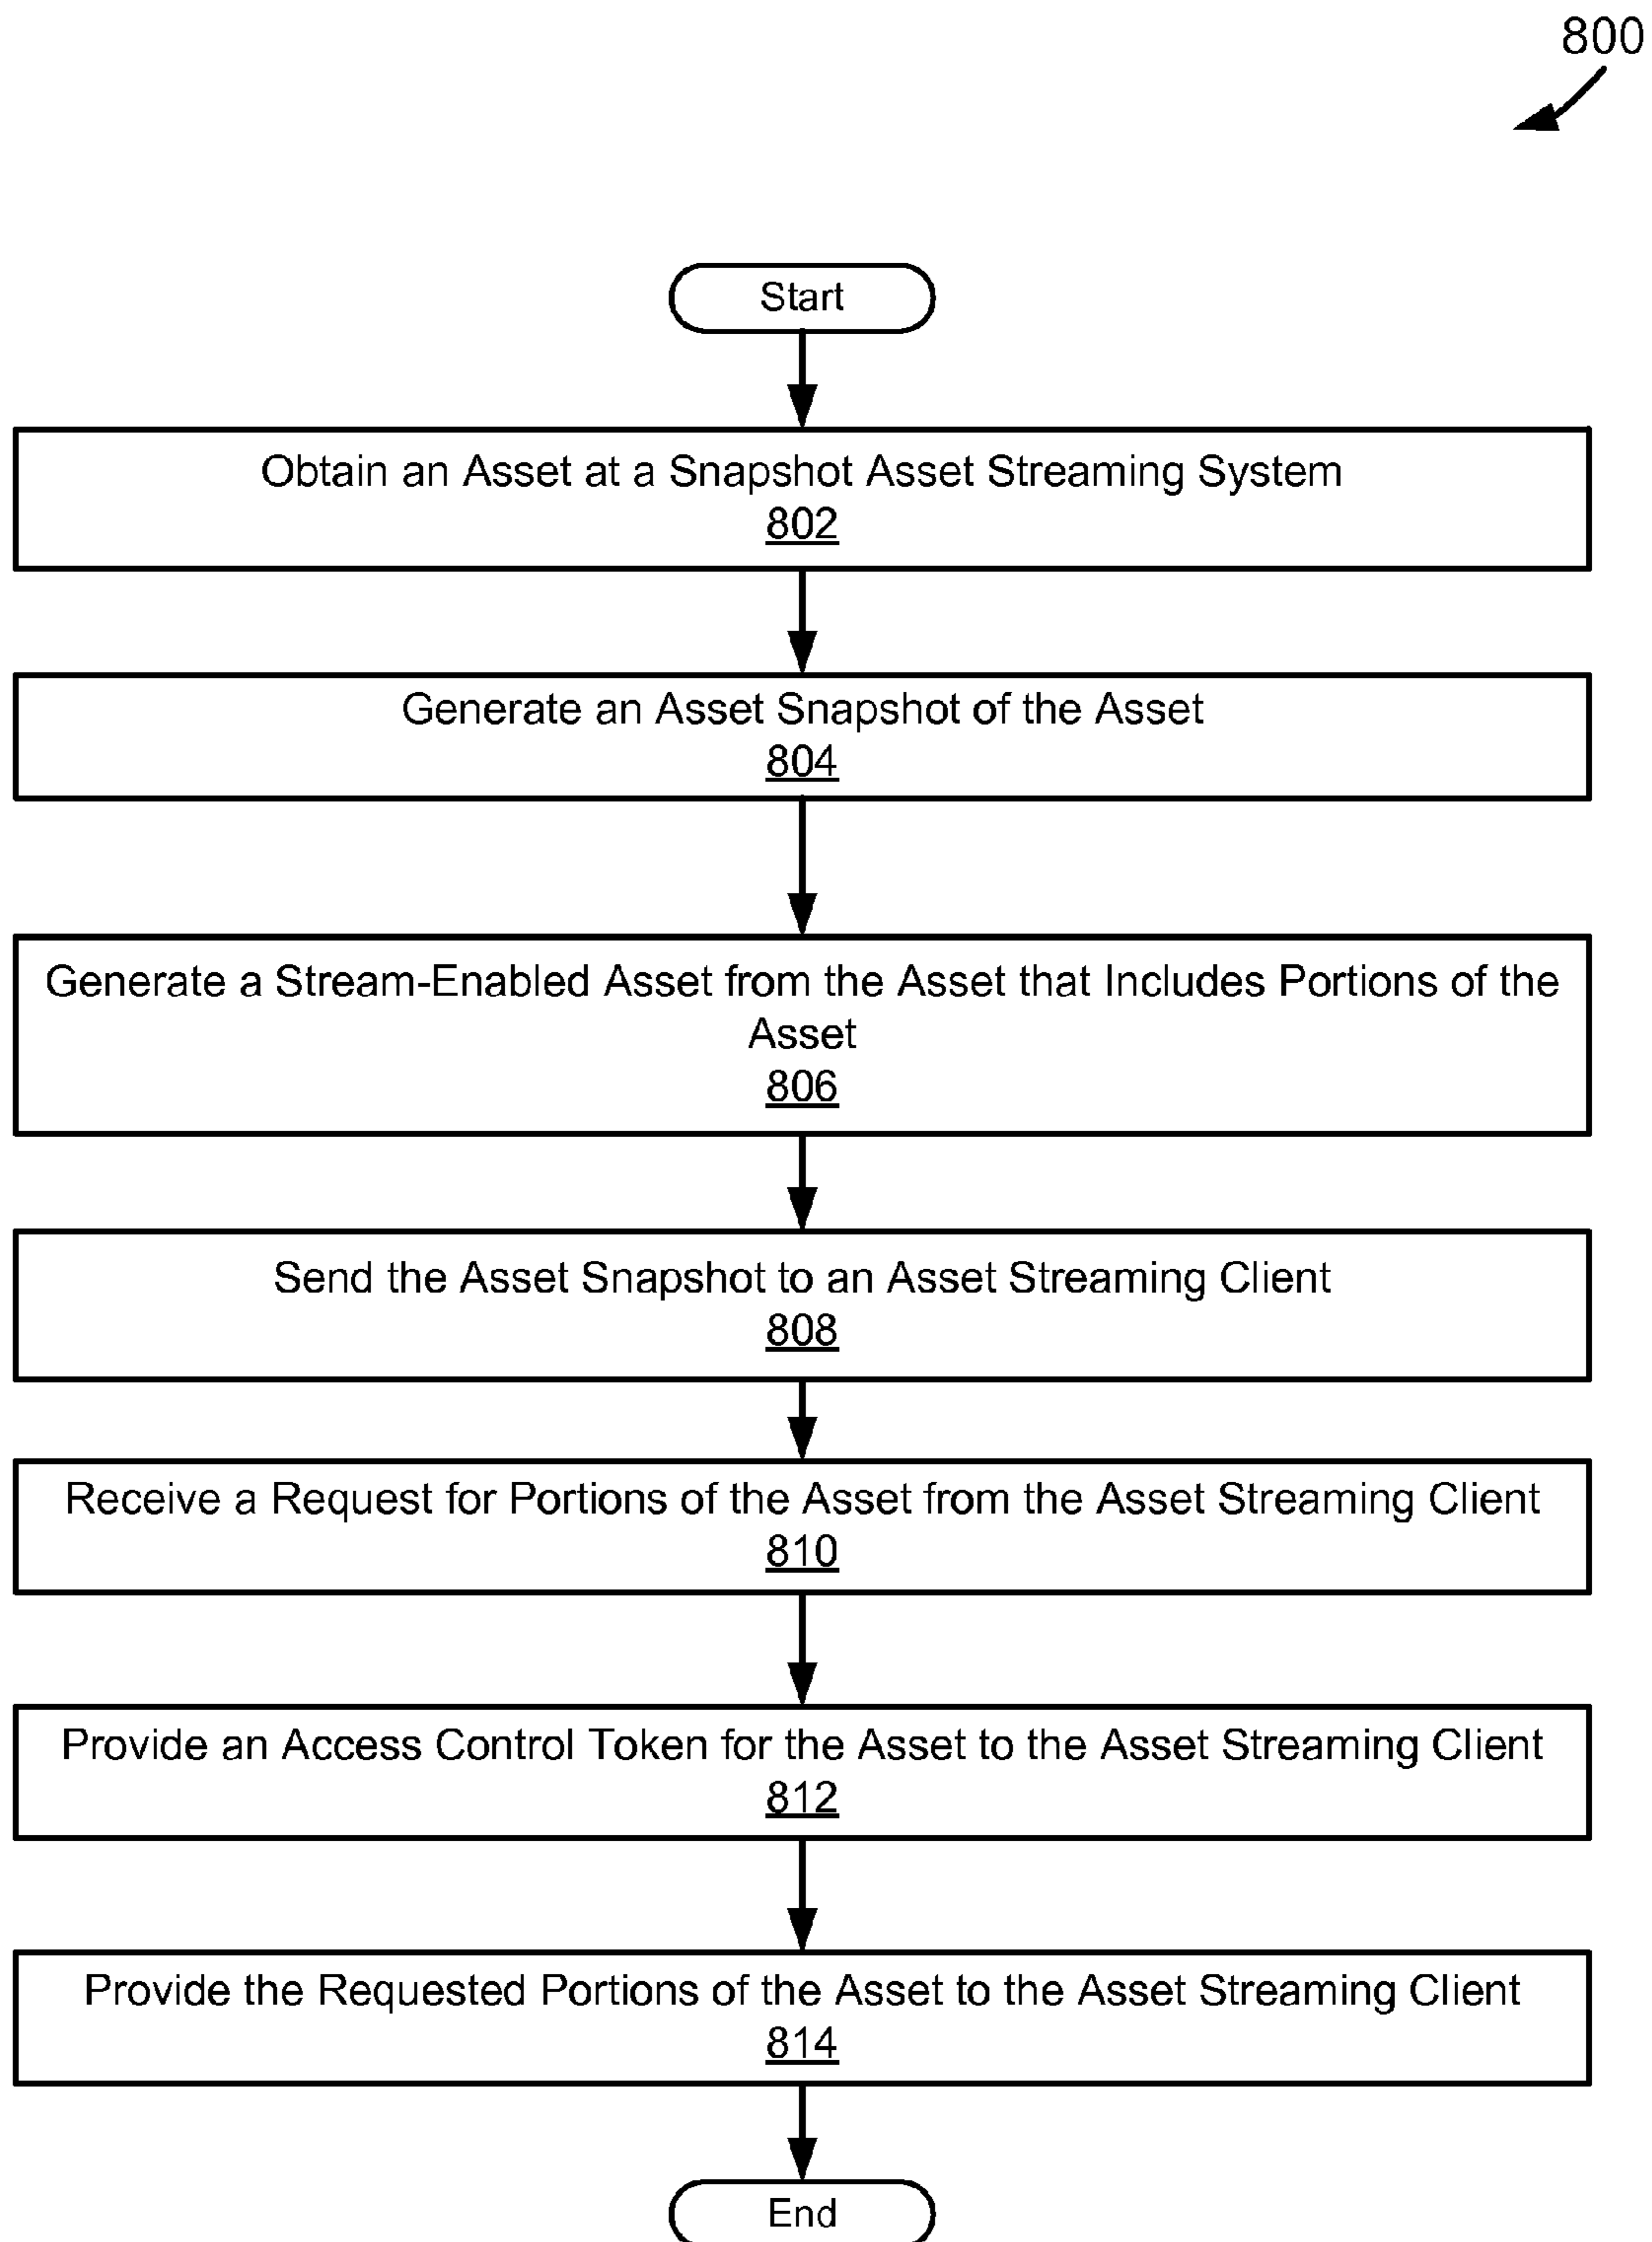 800
Start
Obtain an Asset at a Snapshot Asset Streaming System
802
Generate an Asset Snapshot of the Asset
804
Generate a Stream-Enabled Asset from the Asset that Includes Portions of the
Asset
806
Send the Asset Snapshot to an Asset Streaming Client
808
Receive a Request for Portions of the Asset from the Asset Streaming Client
810
Provide an Access Control Token for the Asset to the Asset Streaming Client
812
Provide the Requested Portions of the Asset to the Asset Streaming Client
814
End